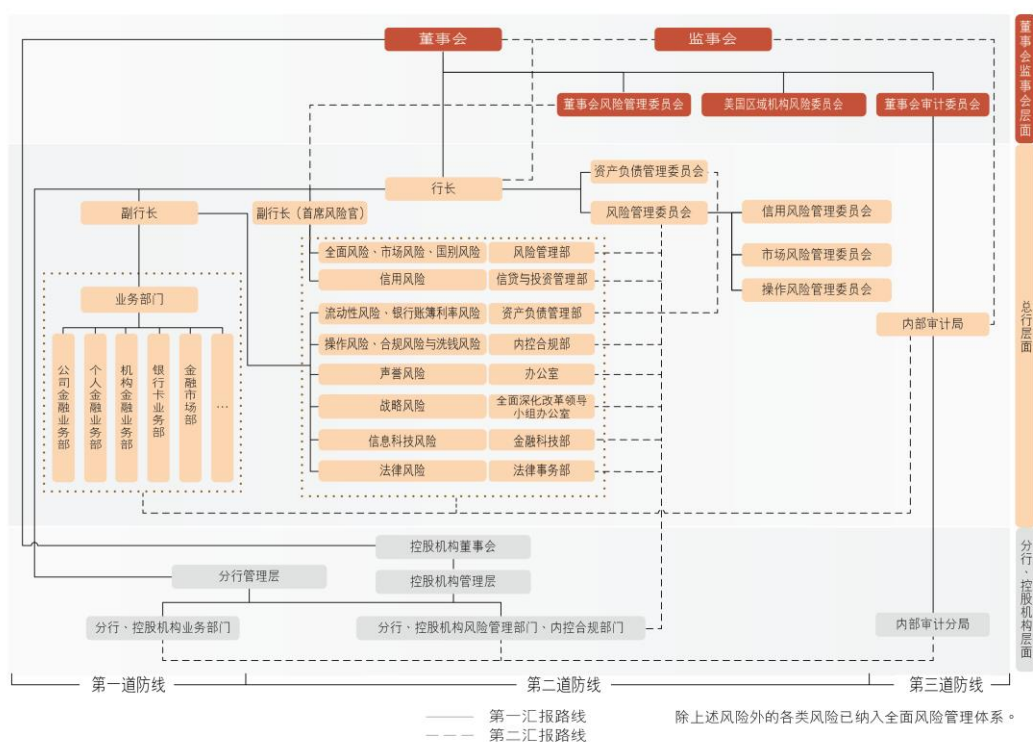 董事会
监事会
董事会监事会层面
董事会风险管理委员会
美国区域机构风险委员会
董事会审计委员会
行长
资产负债管理委员会
副行长
副行长（首席风险官）
风险管理委员会
信用风险管理委员会
市场风险管理委员会
操作风险管理委员会
全面风险、市场风险、国别风险
风险管理部
信用风险
信贷与投资管理部
业务部门
流动性风险、银行账簿利率风险
资产负债管理部
内部审计局
总行层面
操作风险、合规风险与洗钱风险
内控合规部
声誉风险
办公室
战略风险
全面深化改革领导
小组办公室
信息科技风险
金融科技部
法律风险
法律事务部
公司金融业务部
个人金融业务部
机构金融业务部
银行卡业务部
金融市场部
…
控股机构董事会
分行管理层
控股机构管理层
分行、控股机构业务部门
分行、控股机构风险管理部门、内控合规部门
内部审计分局
分行、控股机构层面
第一道防线
第二道防线
第三道防线
第一汇报路线
第二汇报路线
除上述风险外的各类风险已纳入全面风险管理体系。